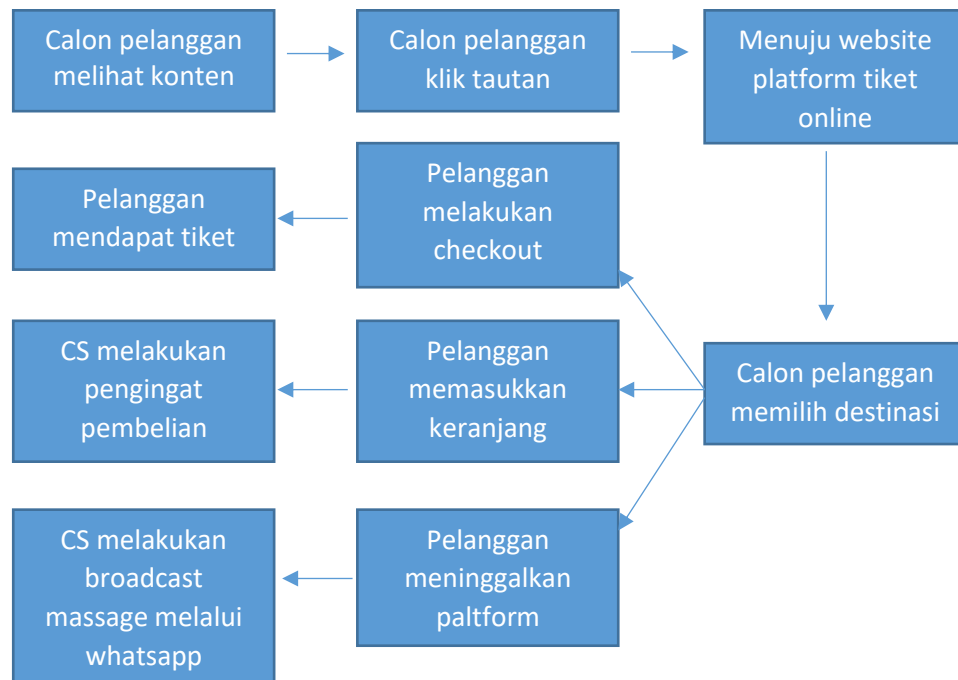 Calon pelanggan
melihat konten
Calon pelanggan
klik tautan
Menuju website
platform tiket
online
Pelanggan
mendapat tiket
Pelanggan
melakukan
checkout
CS melakukan
pengingat
pembelian
Pelanggan
memasukkan
keranjang
Calon pelanggan
memilih destinasi
CS melakukan
broadcast
massage melalui
whatsapp
Pelanggan
meninggalkan
paltform